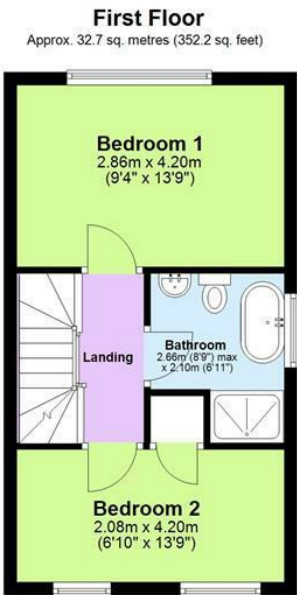 First Floor
Approx. 32.7 sq. metres (352.2 sq. feet)
Bedroom 1
2.86m x 4.20m
(9'4" x 13'9")
Bathroom
2.66m (8'9") max
x 2.10m (6'11")
Landing
Bedroom 2
2.08m x 4.20m
(6'10" x 13'9")